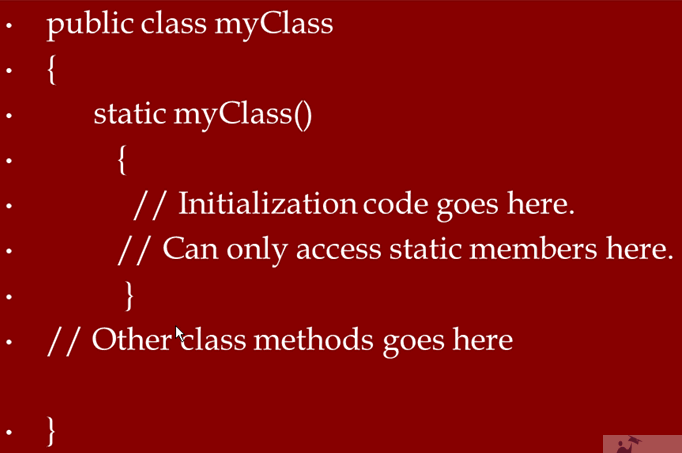 • public class myClass
• {
• static myClass()
• {
• // Initialization code goes here.
• // Can only access static members here.
• }
• // Other class methods goes here
• }